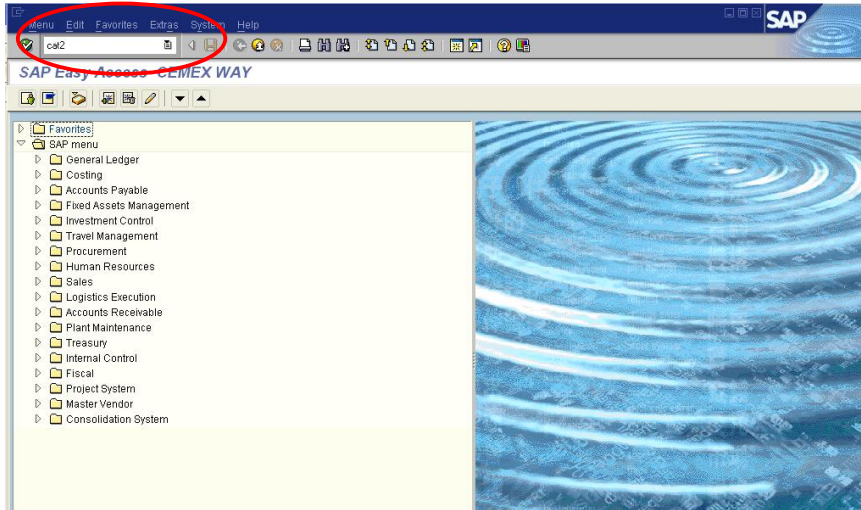 Menu Edit Favorites Extras System Help
SAP
cat2
SAP Easy Access CEMEX WAY
Favorites
SAP menu
General Ledger
Costing
Accounts Payable
Fixed Assets Management
Investment Control
Travel Management
Procurement
Human Resources
Sales
Logistics Execution
Accounts Receivable
Plant Maintenance
Treasury
Internal Control
Fiscal
Project System
Master Vendor
Consolidation System